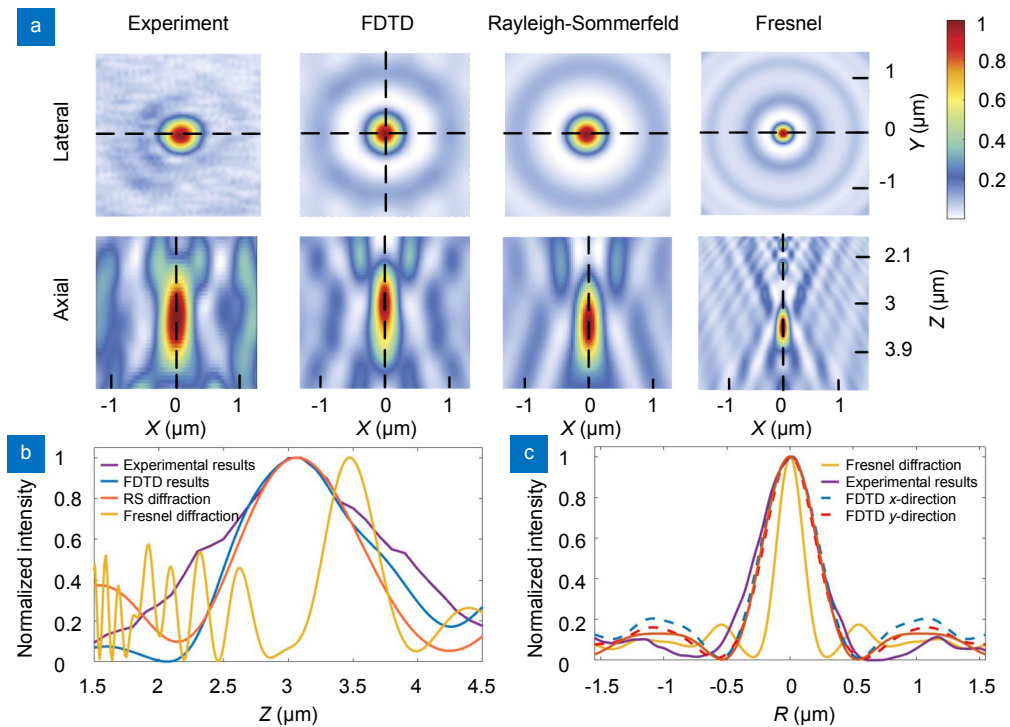 a
Experiment
FDTD
Rayleigh-Sommerfeld
Fresnel
Lateral
1
0
-1
Y (μm)
1
0.8
0.6
0.4
0.2
Axial
2.1
3
3.9
Z (μm)
-1 0 1
-1 0 1
-1 0 1
-1 0 1
X (μm)
X (μm)
X (μm)
X (μm)
b
Normalized intensity
1
0.8
0.6
0.4
0.2
0
Experimental results
FDTD results
RS diffraction
Fresnel diffraction
1.5 2 2.5 3 3.5 4 4.5
Z (μm)
c
Normalized intensity
1
0.8
0.6
0.4
0.2
0
Fresnel diffraction
Experimental results
FDTD x-direction
FDTD y-direction
-1.5 -1 -0.5 0 0.5 1 1.5
R (μm)